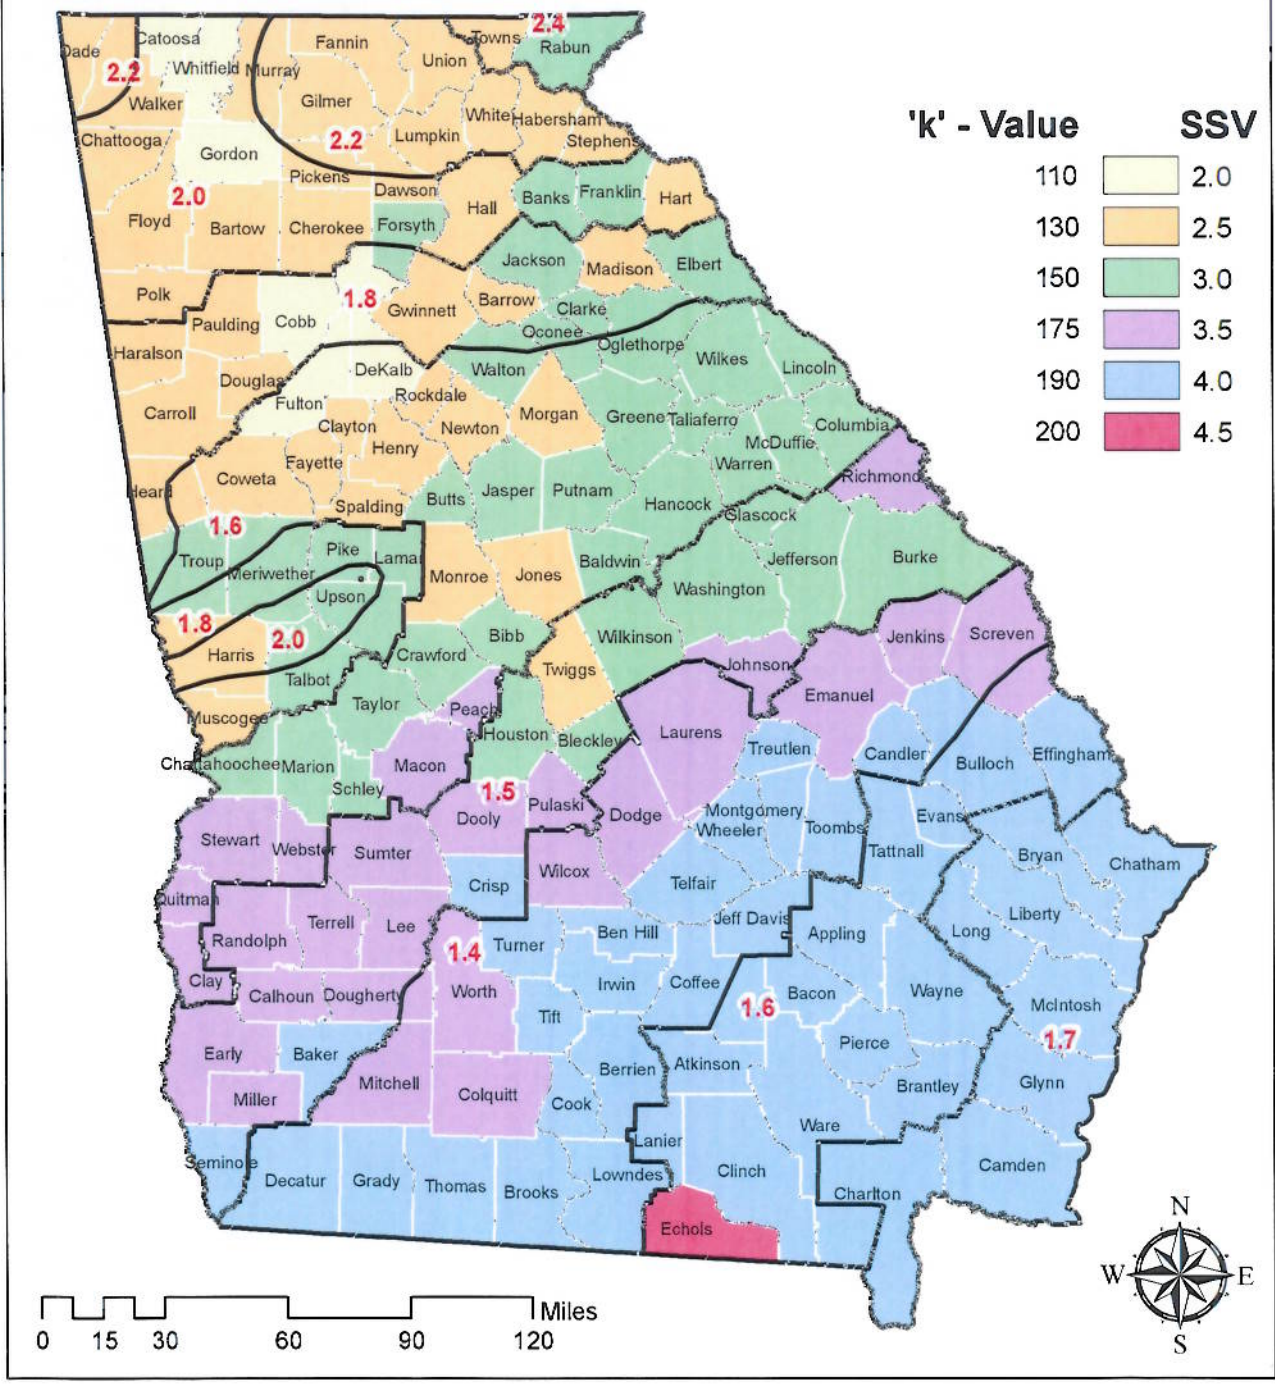 2.4
Catoosa
Fannin
Towns
Rabun
Dade
Union
2.2
Whitfield
Murray
Walker
Gilmer
White
Habersham
Chattooga
2.2
Lumpkin
Stephens
Gordon
Pickens
Dawson
2.0
Hall
Banks
Franklin
Hart
Floyd
Bartow
Cherokee
Forsyth
Jackson
Madison
Elbert
Polk
1.8
Gwinnett
Barrow
Clarke
Paulding
Cobb
Oconee
Oglethorpe
Haralson
DeKalb
Walton
Wilkes
Lincoln
Douglas
Rockdale
Carroll
Fulton
Morgan
Greene
Taliaferro
Columbia
Clayton
Newton
McDuffie
Henry
Fayette
Warren
Heard
Coweta
Butts
Jasper
Putnam
Richmond
Spalding
Hancock
Glascock
1.6
Troup
Pike
Lamar
Meriwether
Monroe
Jones
Baldwin
Jefferson
Burke
Upson
Washington
1.8
2.0
Bibb
Wilkinson
Jenkins
Screven
Harris
Crawford
Twiggs
Johnson
Talbot
Emanuel
Taylor
Peach
Muscogee
Houston
Bleckley
Laurens
Treutlen
Candler
Bulloch
Effingham
Chattahoochee
Marion
Macon
Schley
1.5
Pulaski
Dooly
Dodge
Montgomery
Wheeler
Toombs
Evans
Stewart
Webster
Sumter
Tattnall
Bryan
Chatham
Quitman
Crisp
Wilcox
Telfair
Liberty
Terrell
Lee
Randolph
Turner
Ben Hill
Jeff Davis
Appling
Long
1.4
Clay
Calhoun
Dougherty
Worth
Irwin
Coffee
1.6
Bacon
Wayne
McIntosh
Tift
1.7
Early
Baker
Pierce
Mitchell
Berrien
Atkinson
Miller
Colquitt
Cook
Brantley
Glynn
Ware
Lanier
Seminole
Decatur
Grady
Thomas
Brooks
Lowndes
Clinch
Charlton
Camden
Echols
'k' - Value SSV
110 2.0
130 2.5
150 3.0
175 3.5
190 4.0
200 4.5
N
W E
S
Miles
0 15 30 60 90 120